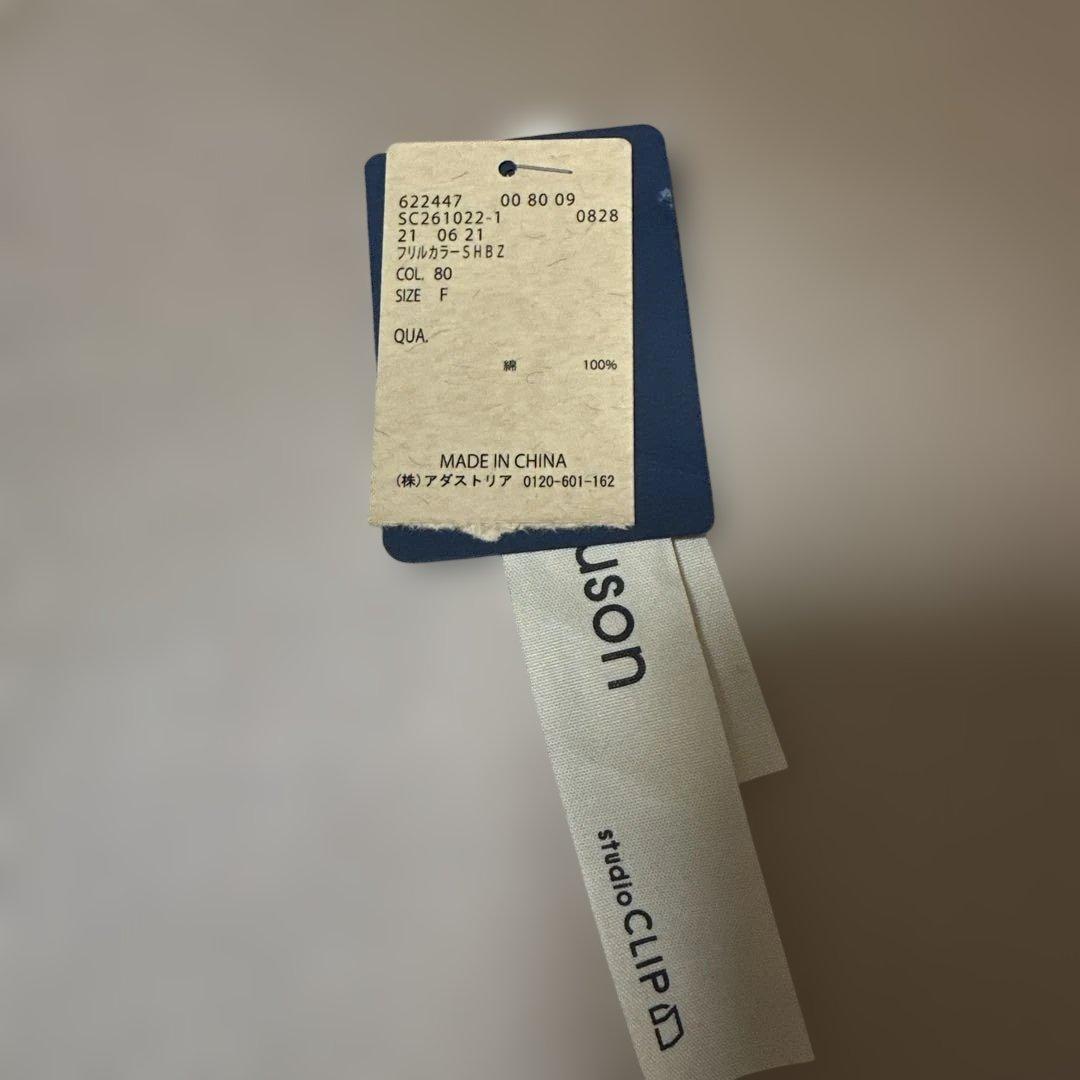 622447 00 80 09
SC261022-1 0828
21 06 21
フリルカラーSHBZ
COL. 80
SIZE F
QUA.
綿 100%
MADE IN CHINA
(株)アダストリア 0120-601-162
uson
studio CLIP